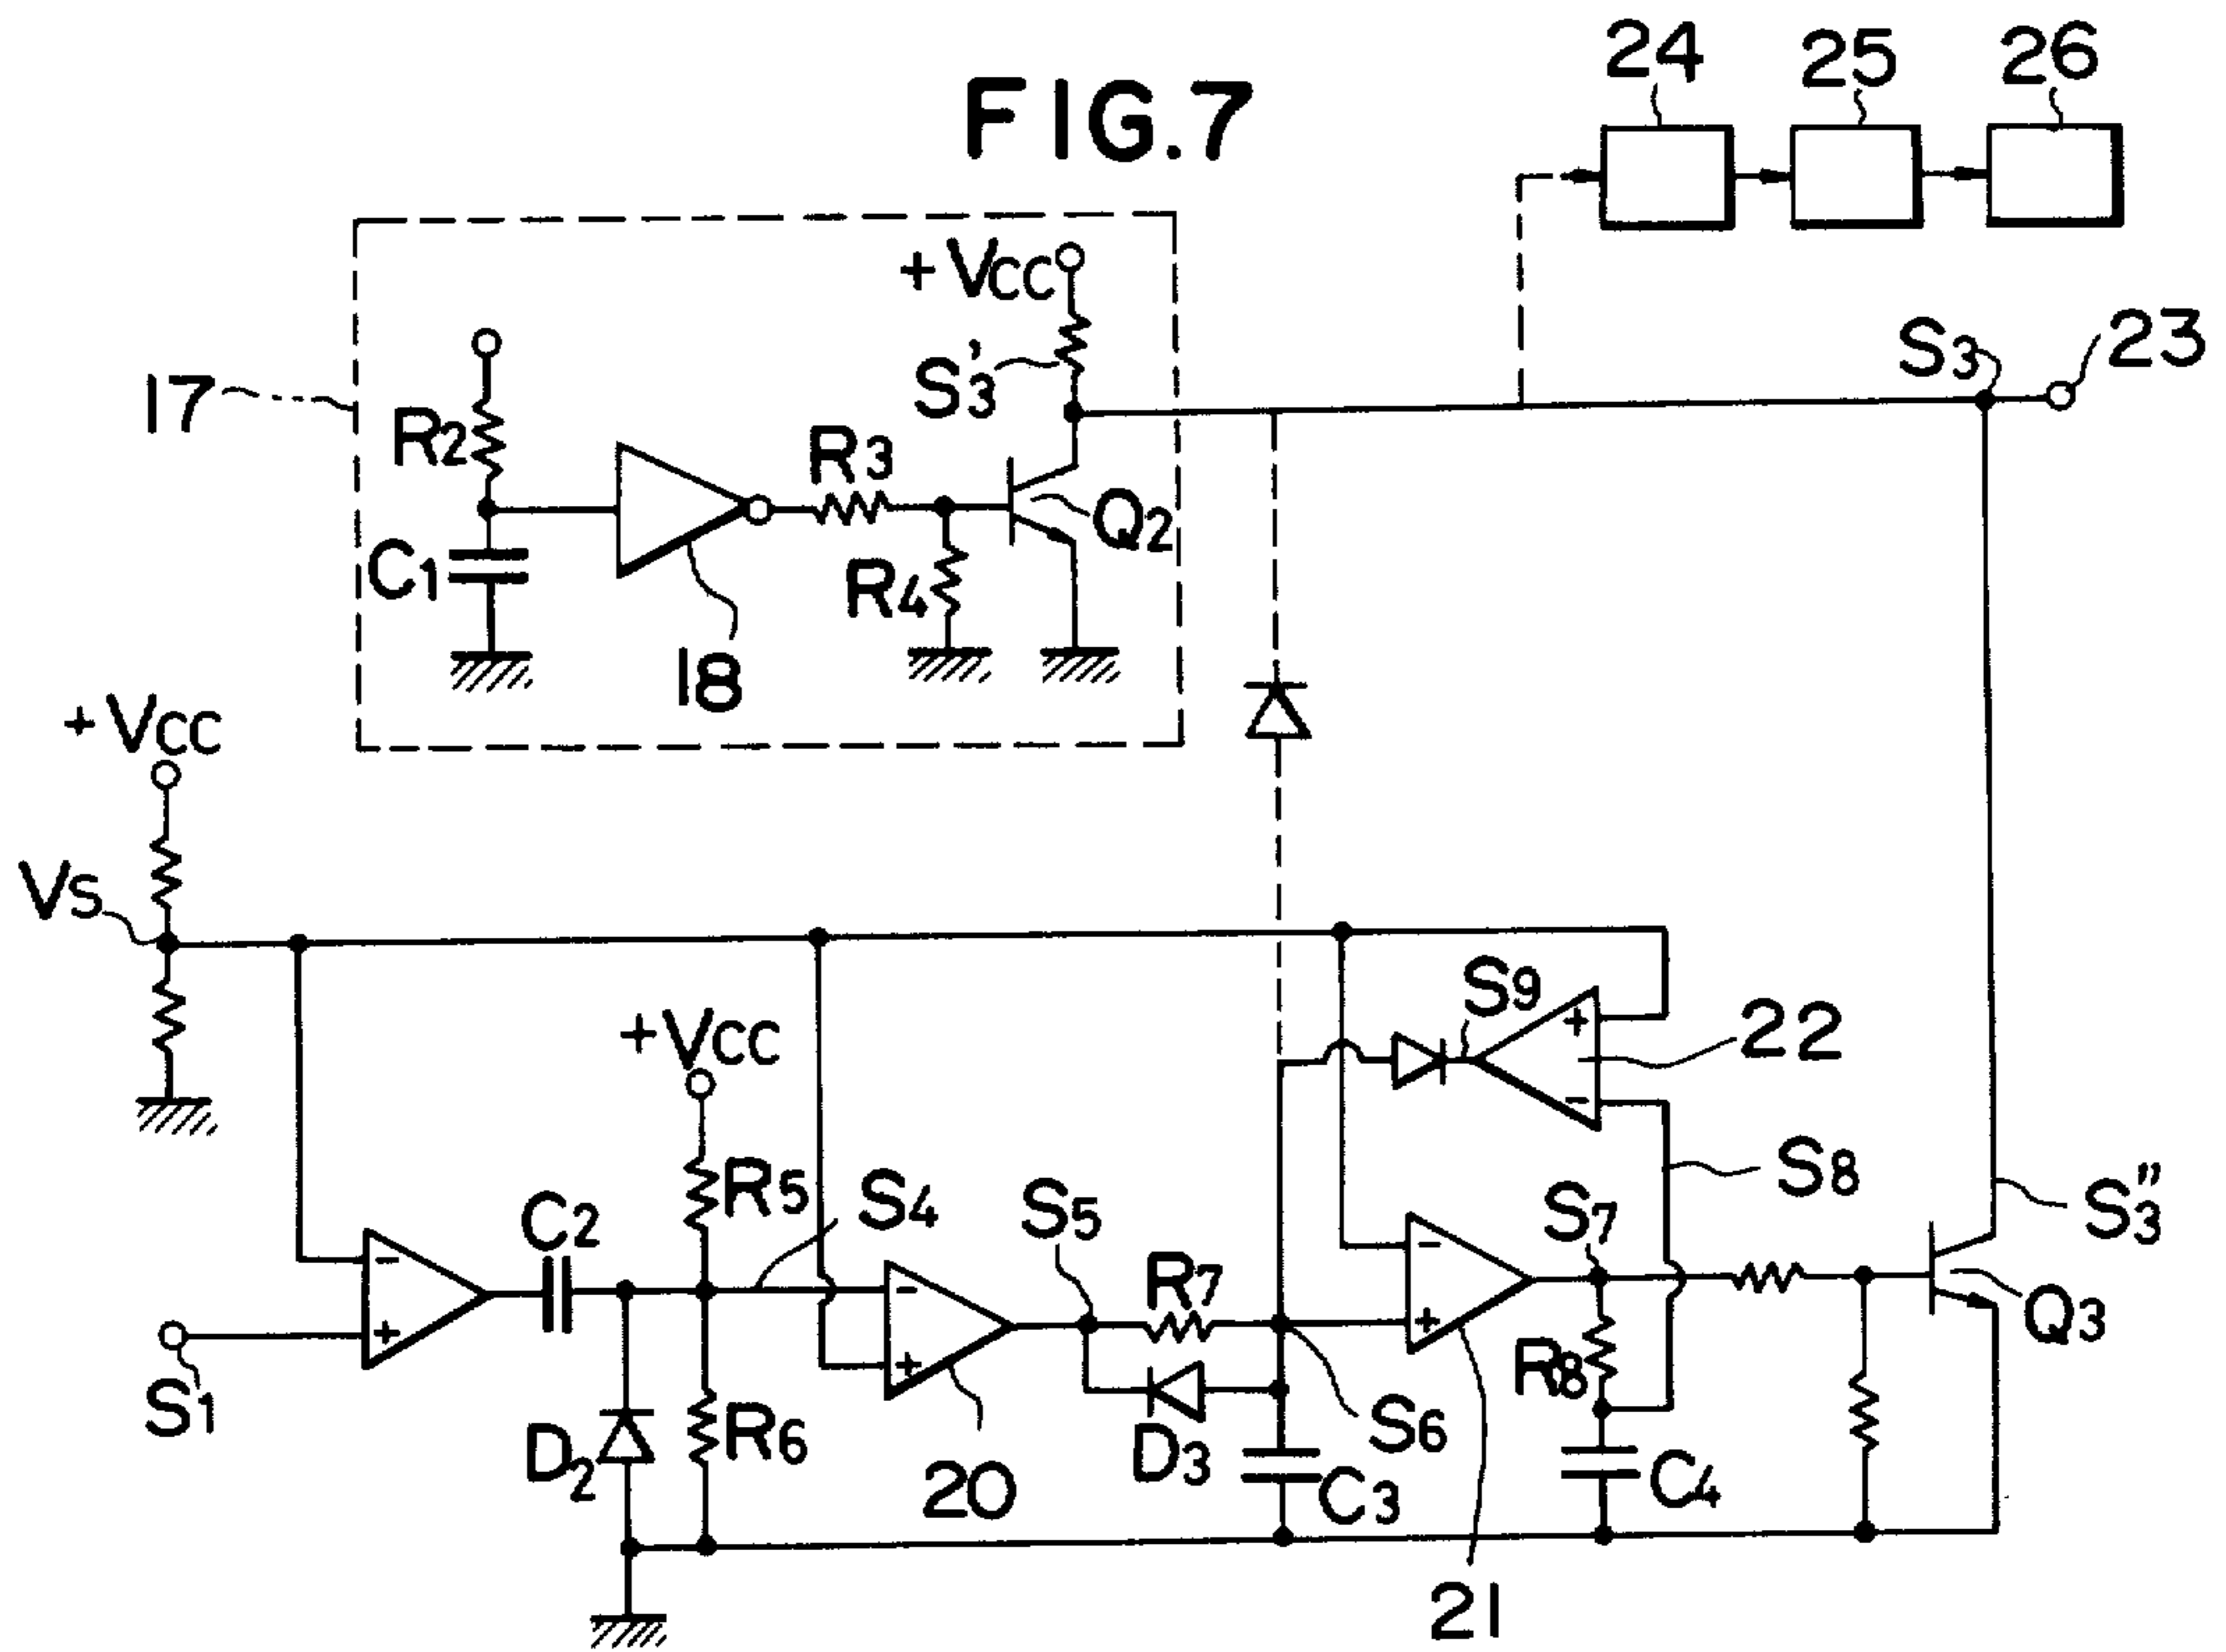 FIG.7
24
25
26
+Vcc
S3'
S3
23
17
R2
R3
Q2
C1
R4
18
+Vcc
Vs
+Vcc
S9
+
22
-
S8
R5
S4
S5
S7
S3"
C2
-
+
-
+
R7
-
+
Q3
S1
R8
D2
R6
20
D3
S6
C3
C4
21